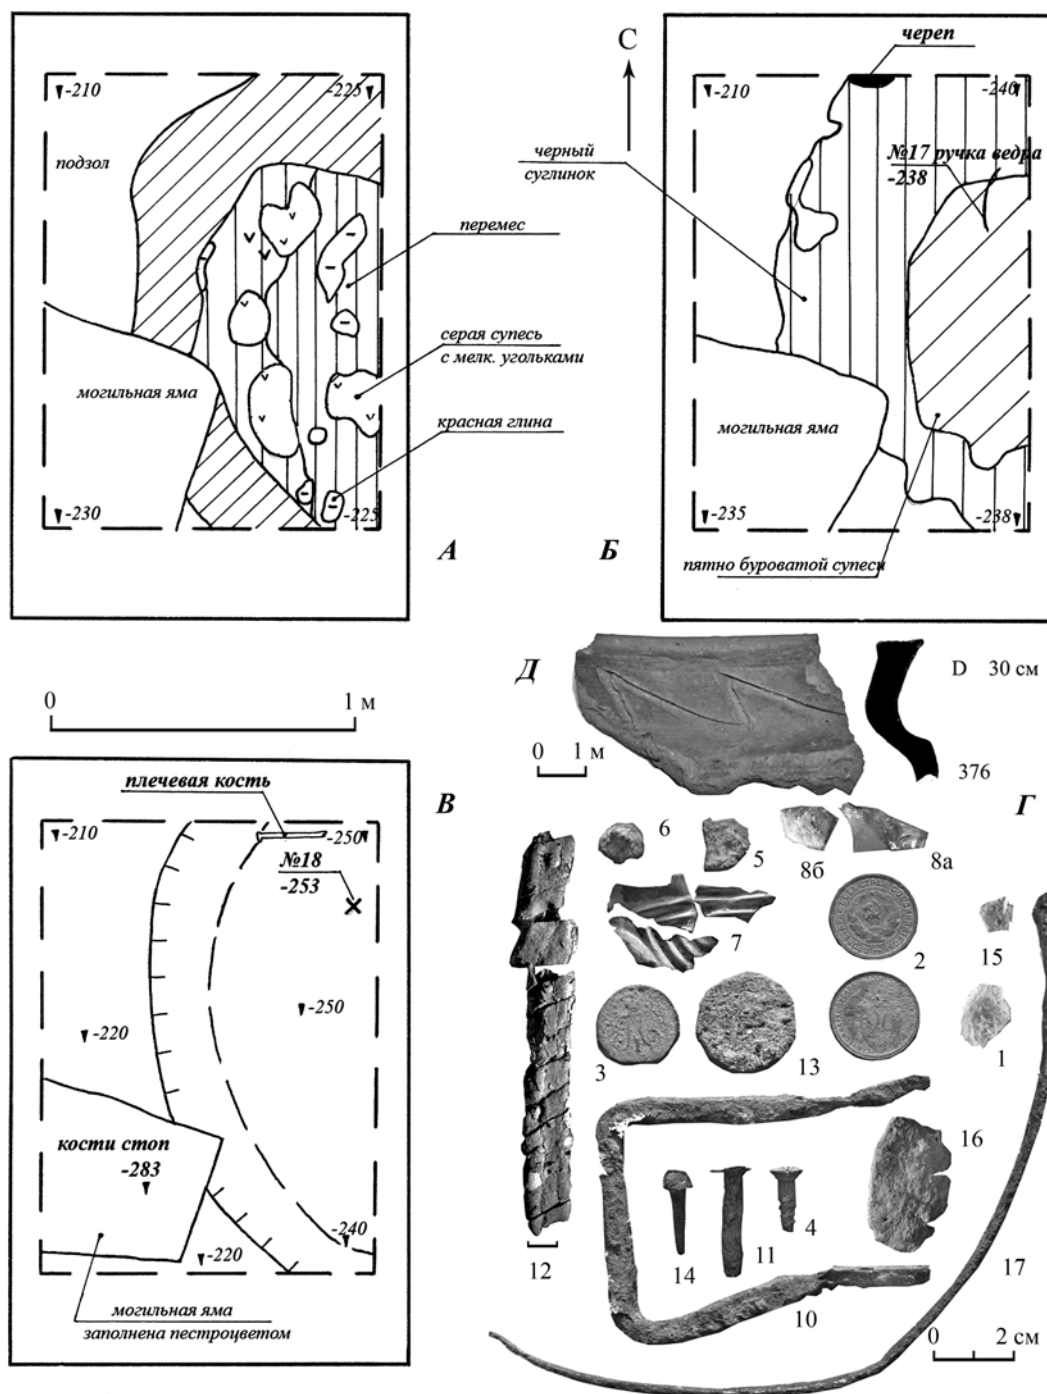 -210
-225
подзол
перемес
серая супесь
с мелк. угольками
могильная яма
красная глина
-230
-225
А
С
череп
-210
-240
черный
суглинок
№17 ручка ведра
-238
могильная яма
-235
-238
Б
пятно буроватой супеси
0 1 м
плечевая кость
-210
-250
№18
-253
-220
-250
кости стоп
-283
-240
-220
могильная яма
заполнена пестроцветом
В
Д
D 30 см
0 1 м
376
Г
6
5
8б
8а
7
2
15
3
13
1
16
14
11
4
12
10
17
0 2 см